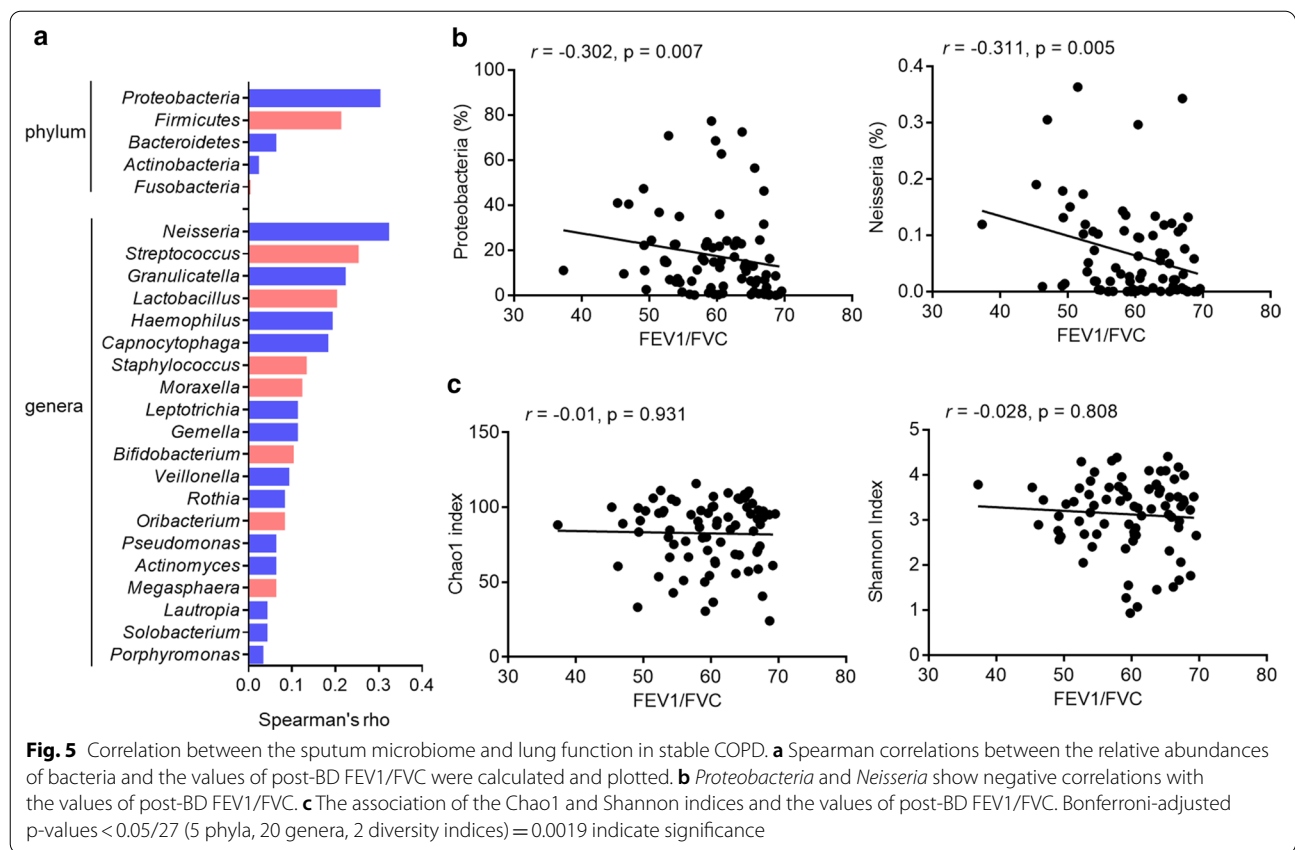 a
phylum
Proteobacteria
Firmicutes
Bacteroidetes
Actinobacteria
Fusobacteria
genera
Neisseria
Streptococcus
Granulicatella
Lactobacillus
Haemophilus
Capnocytophaga
Staphylococcus
Moraxella
Leptotrichia
Gemella
Bifidobacterium
Veillonella
Rothia
Oribacterium
Pseudomonas
Actinomyces
Megasphaera
Lautropia
Solobacterium
Porphyromonas
0.0 0.1 0.2 0.3 0.4
Spearman's rho
b
r = -0.302, p = 0.007
Proteobacteria (%)
100
80
60
40
20
0
30 40 50 60 70 80
FEV1/FVC
r = -0.311, p = 0.005
Neisseria (%)
0.4
0.3
0.2
0.1
0.0
30 40 50 60 70 80
FEV1/FVC
c
r = -0.01, p = 0.931
Chao1 index
150
100
50
0
30 40 50 60 70 80
FEV1/FVC
r = -0.028, p = 0.808
Shannon Index
5
4
3
2
1
0
30 40 50 60 70 80
FEV1/FVC
Fig. 5 Correlation between the sputum microbiome and lung function in stable COPD. a Spearman correlations between the relative abundances
of bacteria and the values of post-BD FEV1/FVC were calculated and plotted. b Proteobacteria and Neisseria show negative correlations with
the values of post-BD FEV1/FVC. c The association of the Chao1 and Shannon indices and the values of post-BD FEV1/FVC. Bonferroni-adjusted
p-values < 0.05/27 (5 phyla, 20 genera, 2 diversity indices) = 0.0019 indicate significance